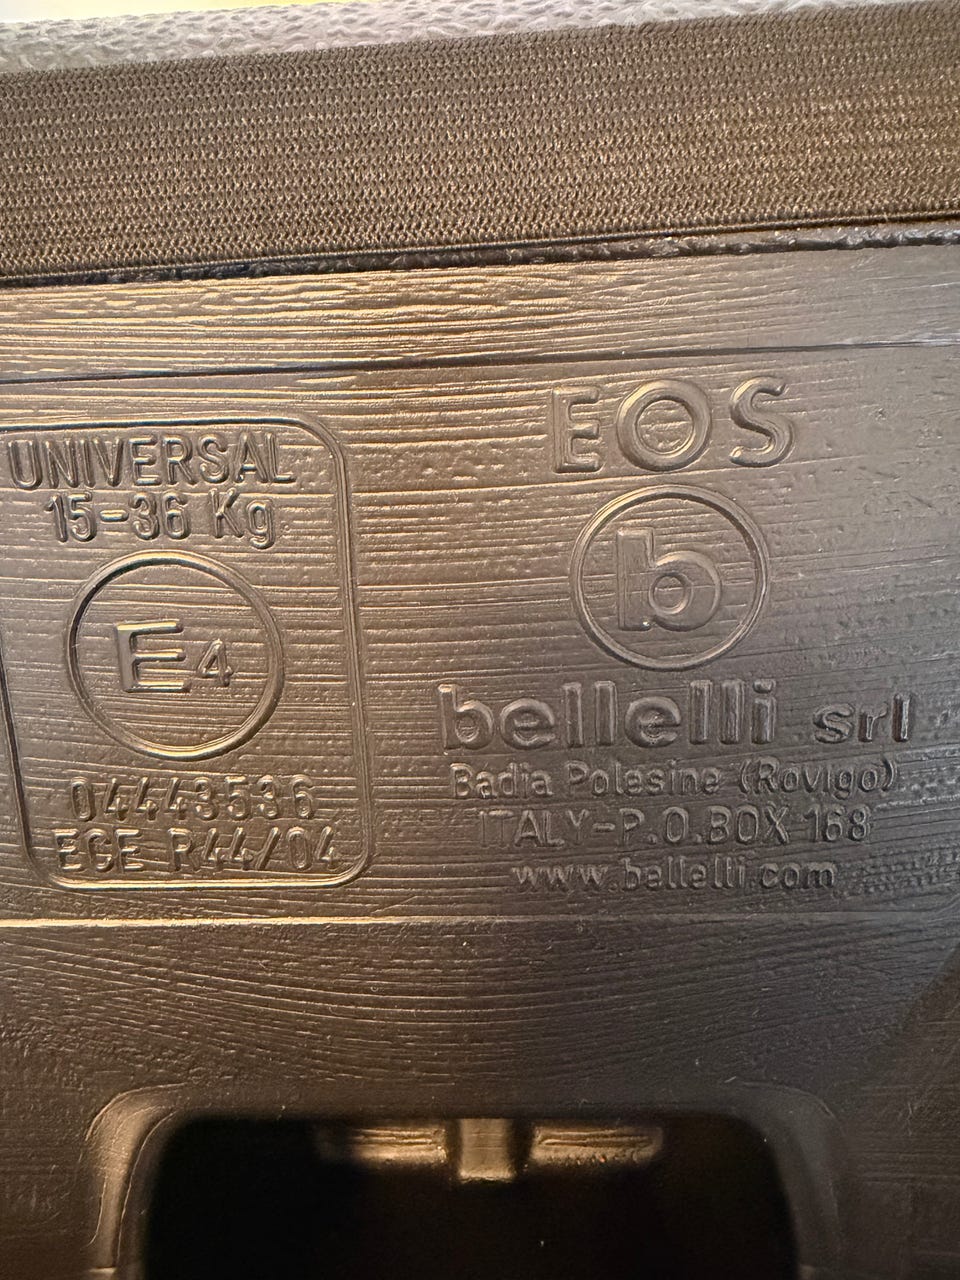 UNIVERSAL
15-36 Kg
E4
04443536
ECE R44/04
EOS
b
bellelli srl
Badia Polesine (Rovigo)
ITALY-P.O.BOX 168
www.bellelli.com